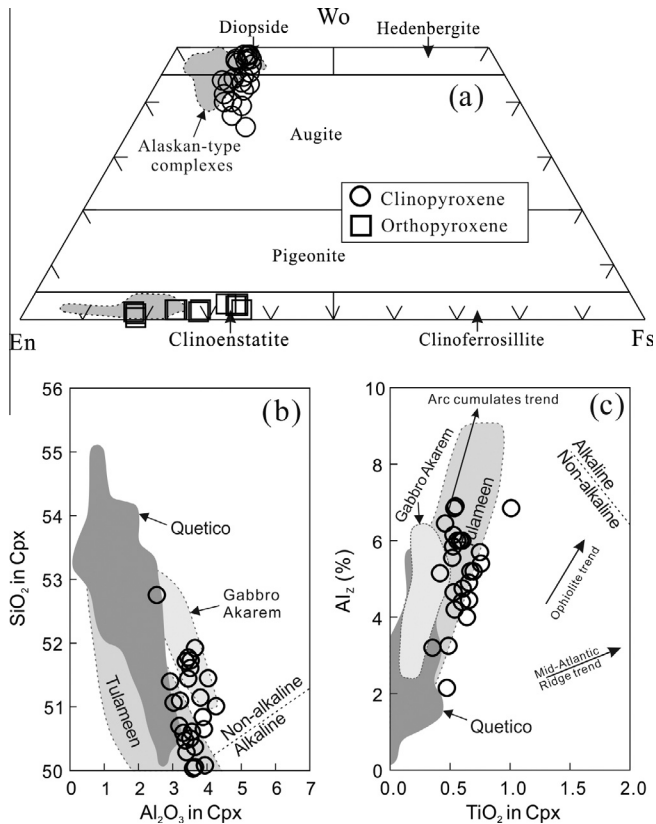 Wo
Diopside
Hedenbergite
(a)
Alaskan-type
complexes
Augite
Clinopyroxene
Orthopyroxene
Pigeonite
En
Clinoenstatite
Clinoferrosillite
Fs
56
55
54
53
52
51
50
SiO₂ in Cpx
(b)
Quetico
Gabbro
Akarem
Tulameen
Non-alkaline
Alkaline
0
1
2
3
4
5
6
7
Al₂O₃ in Cpx
10
8
6
4
2
0
Al_Z (%)
Arc cumulates trend
(c)
Gabbro Akarem
Tulameen
Alkaline
Non-alkaline
Ophiolite trend
Mid-Atlantic
Ridge trend
Quetico
0.0
0.5
1.0
1.5
2.0
TiO₂ in Cpx